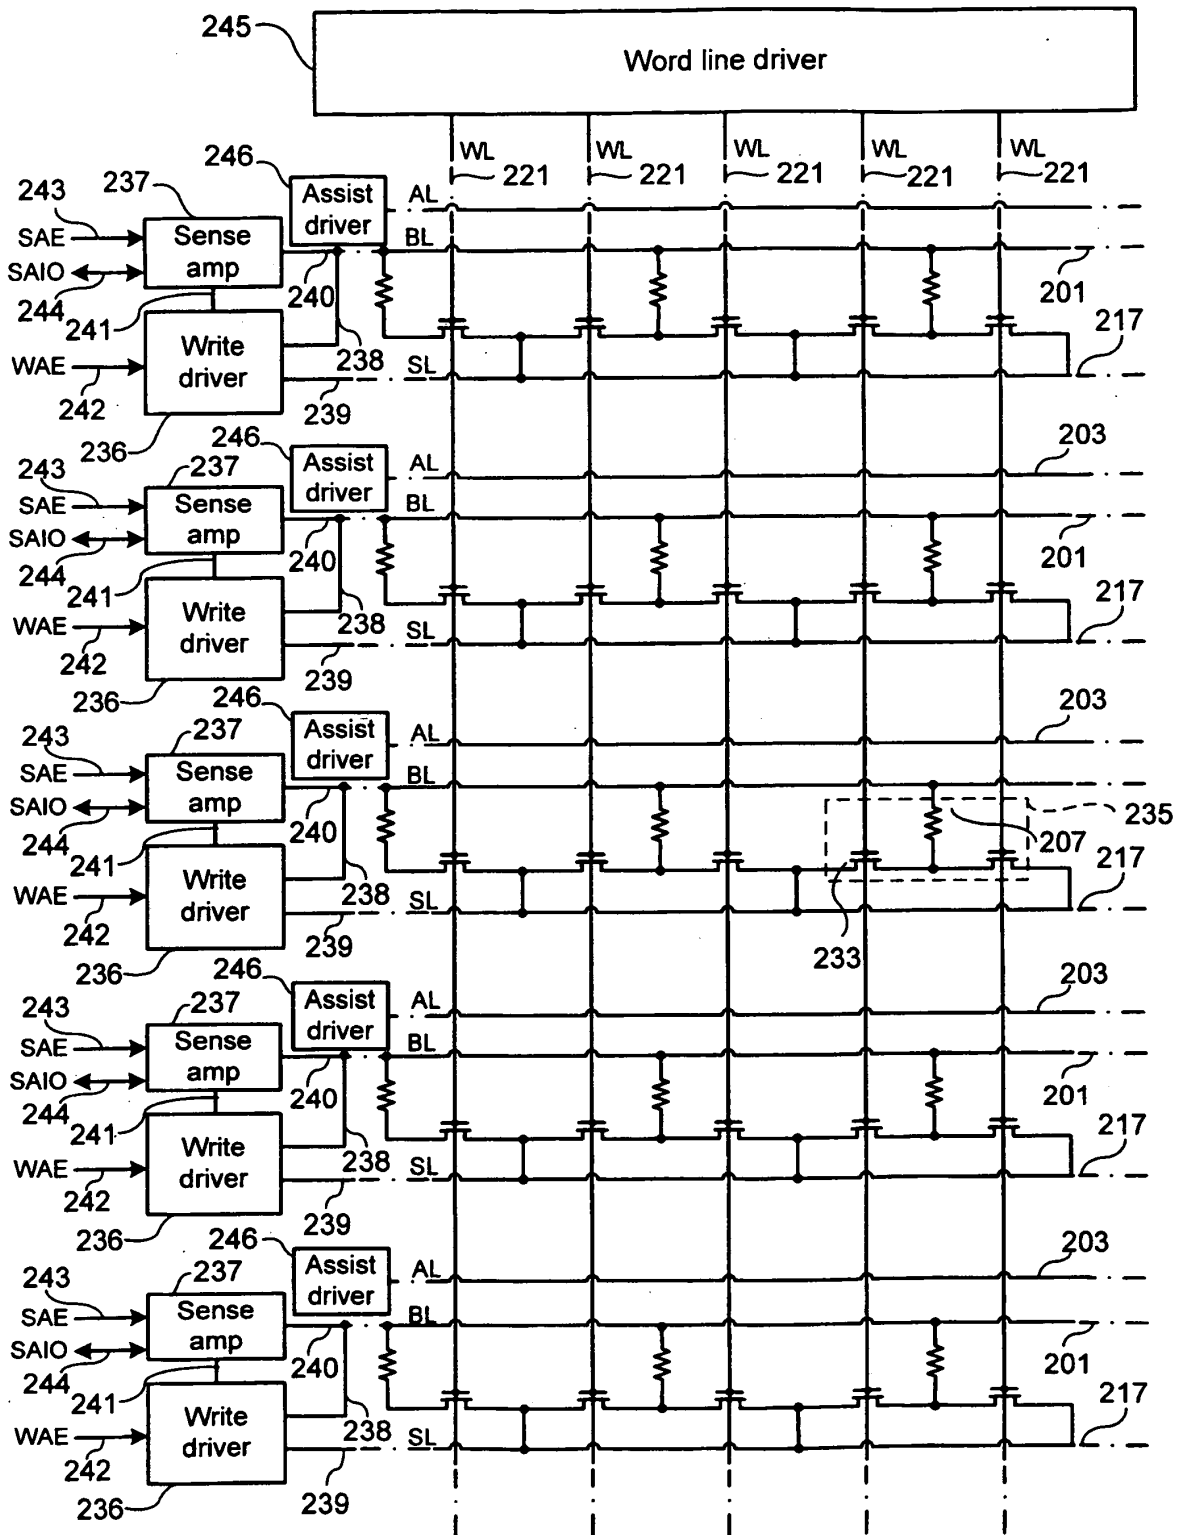 245
Word line driver
WL WL WL WL WL
221 221 221 221 221
246
237
243
Assist driver
AL
SAE
Sense amp
BL
SAIO
240
201
244
241
217
WAE
Write driver
238
SL
242
239
236
246
203
237
243
Assist driver
AL
SAE
Sense amp
BL
SAIO
240
201
244
241
217
WAE
Write driver
238
SL
242
239
236
246
203
237
243
Assist driver
AL
SAE
Sense amp
BL
SAIO
240
235
207
244
241
217
WAE
Write driver
238
SL
242
239
233
236
246
203
237
243
Assist driver
AL
SAE
Sense amp
BL
SAIO
240
201
244
241
217
WAE
Write driver
238
SL
242
239
236
246
203
237
243
Assist driver
AL
SAE
Sense amp
BL
SAIO
240
201
244
241
217
WAE
Write driver
238
SL
242
239
236